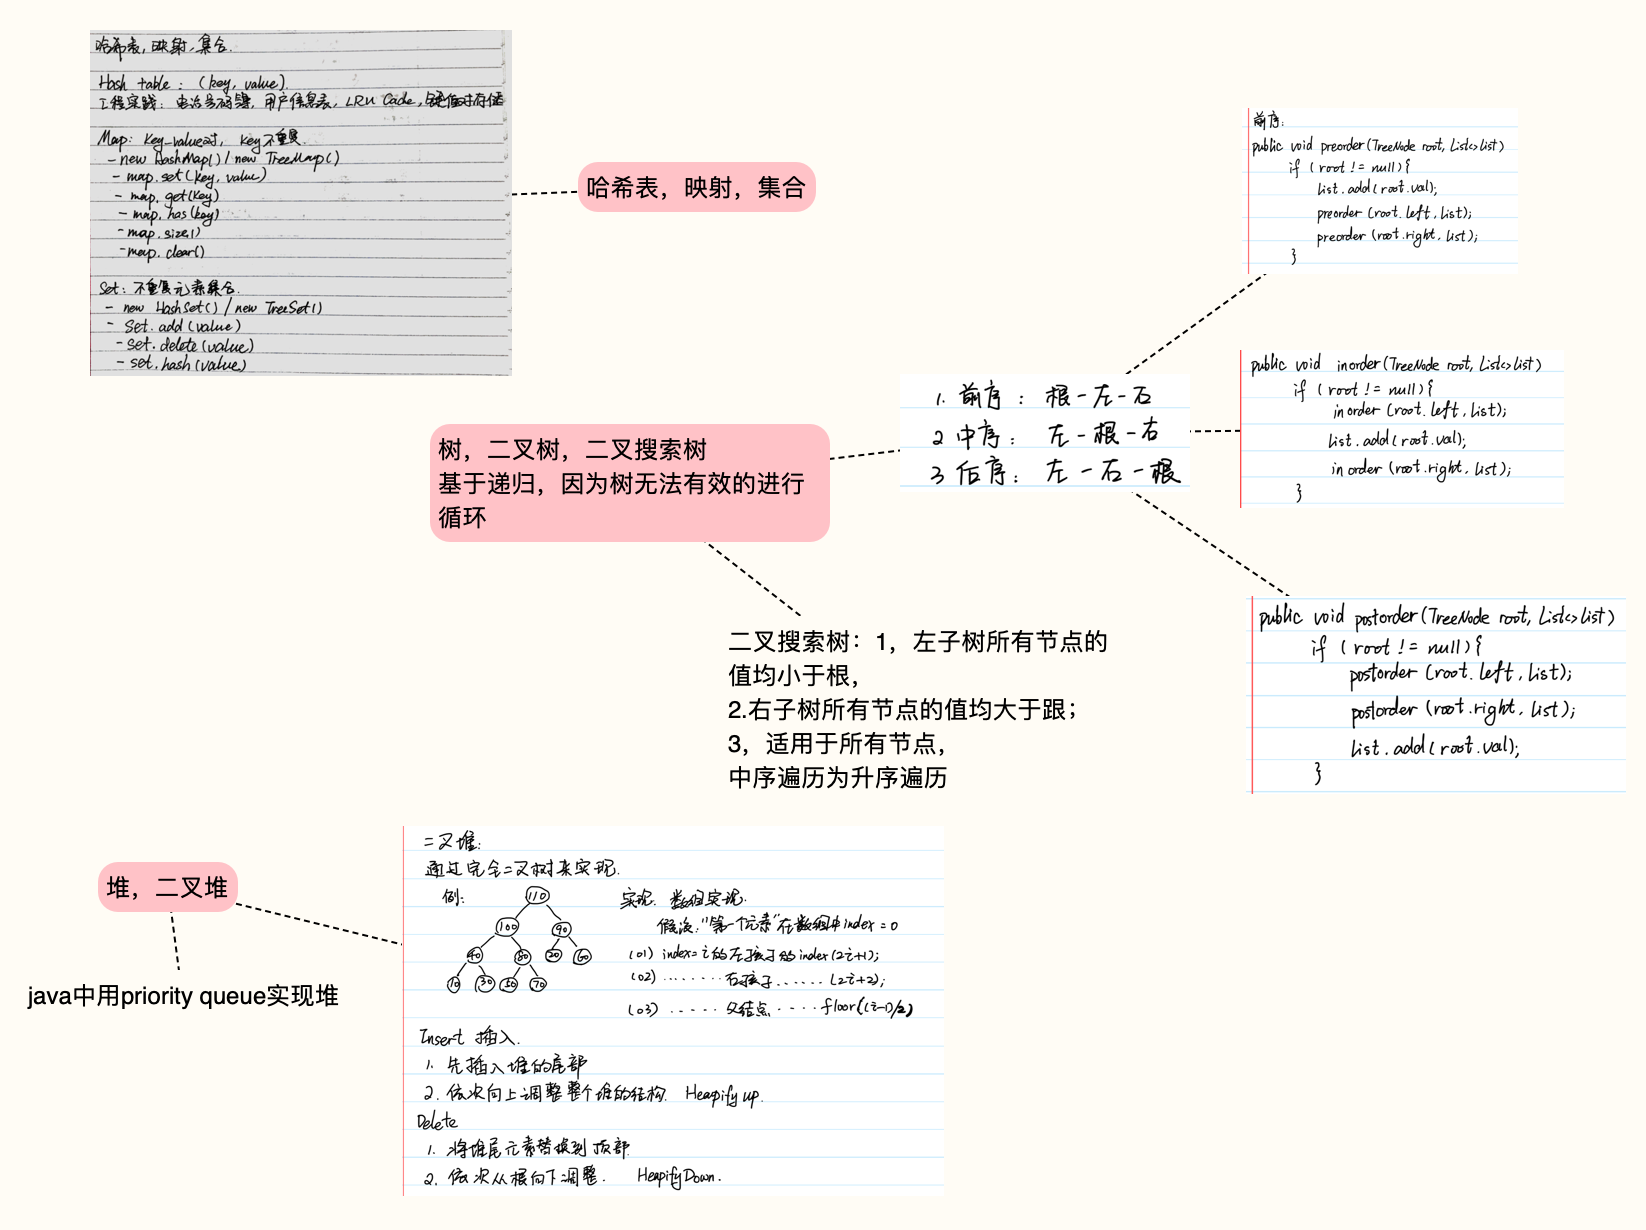 哈希表，映射，集合.
Hash table : (key, value).
工程实践: 电话号码簿, 用户信息表, LRU Cache, 键值对存储
Map: key-value对, key不重复.
- new HashMap() / new TreeMap()
- map.set(key, value)
- map.get(key)
- map.has(key)
- map.size()
- map.clear()
Set: 不重复元素集合.
- new HashSet() / new TreeSet()
- set.add(value)
- set.delete(value)
- set.hash(value)
哈希表，映射，集合
前序:
public void preorder(TreeNode root, List<> list)
if (root != null){
list.add(root.val);
preorder (root.left, list);
preorder (root.right, list);
}
public void inorder(TreeNode root, List<> list)
if (root != null){
inorder (root.left, list);
list.add(root.val);
inorder (root.right, list);
}
1. 前序: 根-左-右
2 中序: 左-根-右
3 后序: 左-右-根
树，二叉树，二叉搜索树
基于递归，因为树无法有效的进行
循环
public void postorder(TreeNode root, List<> list)
if (root != null){
postorder (root.left, list);
postorder (root.right, list);
list.add(root.val);
}
二叉搜索树：1，左子树所有节点的
值均小于根，
2.右子树所有节点的值均大于跟；
3，适用于所有节点，
中序遍历为升序遍历
堆，二叉堆
java中用priority queue实现堆
二叉堆:
通过完全二叉树来实现.
例:
110
100 90
40 80 20 60
10 30 50 70
实现. 数组实现.
假设:"第一个元素"在数组中index=0
(01) index=i的左孩子的index(2i+1);
(02) ········ 右孩子 ······ (2i+2);
(03) ····· 父结点 ····· floor((i-1)/2)
Insert 插入.
1. 先插入堆的尾部
2. 依次向上调整整个堆的结构. Heapify up.
Delete
1. 将堆尾元素替换到顶部
2. 依次从根向下调整. HeapifyDown.